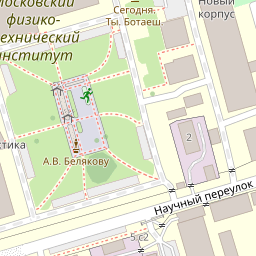 Московский
физико-
технический
институт
Сегодня.
Ты. Ботаеш.
Новый
корпус
2
А.В. Белякову
Научный переулок
5 с2